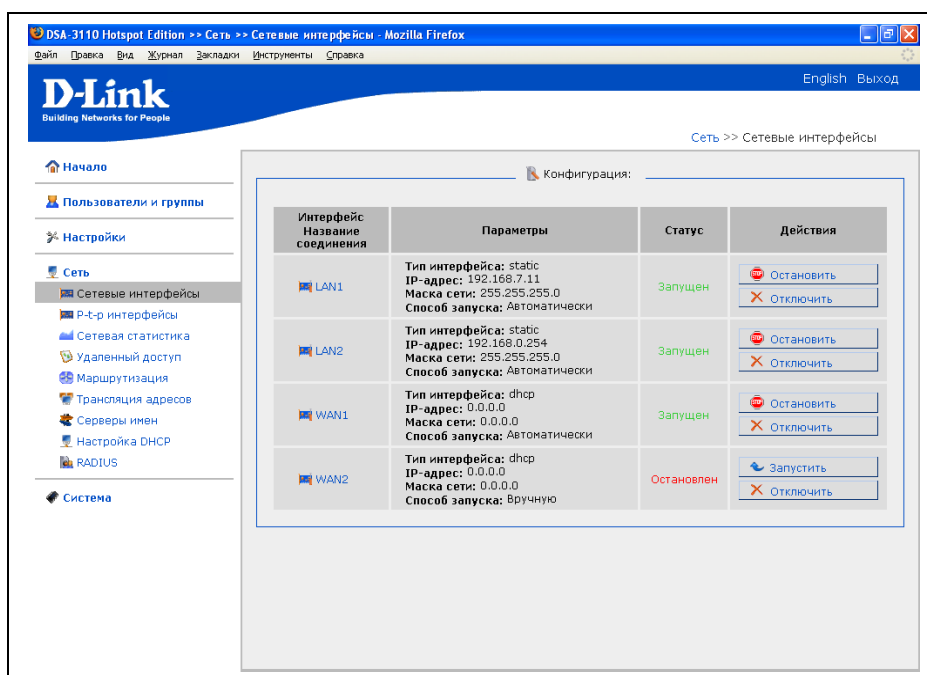 DSA-3110 Hotspot Edition >> Сеть >> Сетевые интерфейсы - Mozilla Firefox
Файл Правка Вид Журнал Закладки Инструменты Справка
English Выход
D-Link
Building Networks for People
Сеть >> Сетевые интерфейсы
Начало
Пользователи и группы
Настройки
Сеть
Сетевые интерфейсы
P-t-p интерфейсы
Сетевая статистика
Удаленный доступ
Маршрутизация
Трансляция адресов
Серверы имен
Настройка DHCP
RADIUS
Система
Конфигурация:
Интерфейс
Название
соединения
Параметры
Статус
Действия
LAN1
Тип интерфейса: static
IP-адрес: 192.168.7.11
Маска сети: 255.255.255.0
Способ запуска: Автоматически
Запущен
Остановить
Отключить
LAN2
Тип интерфейса: static
IP-адрес: 192.168.0.254
Маска сети: 255.255.255.0
Способ запуска: Автоматически
Запущен
Остановить
Отключить
WAN1
Тип интерфейса: dhcp
IP-адрес: 0.0.0.0
Маска сети: 0.0.0.0
Способ запуска: Автоматически
Запущен
Остановить
Отключить
WAN2
Тип интерфейса: dhcp
IP-адрес: 0.0.0.0
Маска сети: 0.0.0.0
Способ запуска: Вручную
Остановлен
Запустить
Отключить